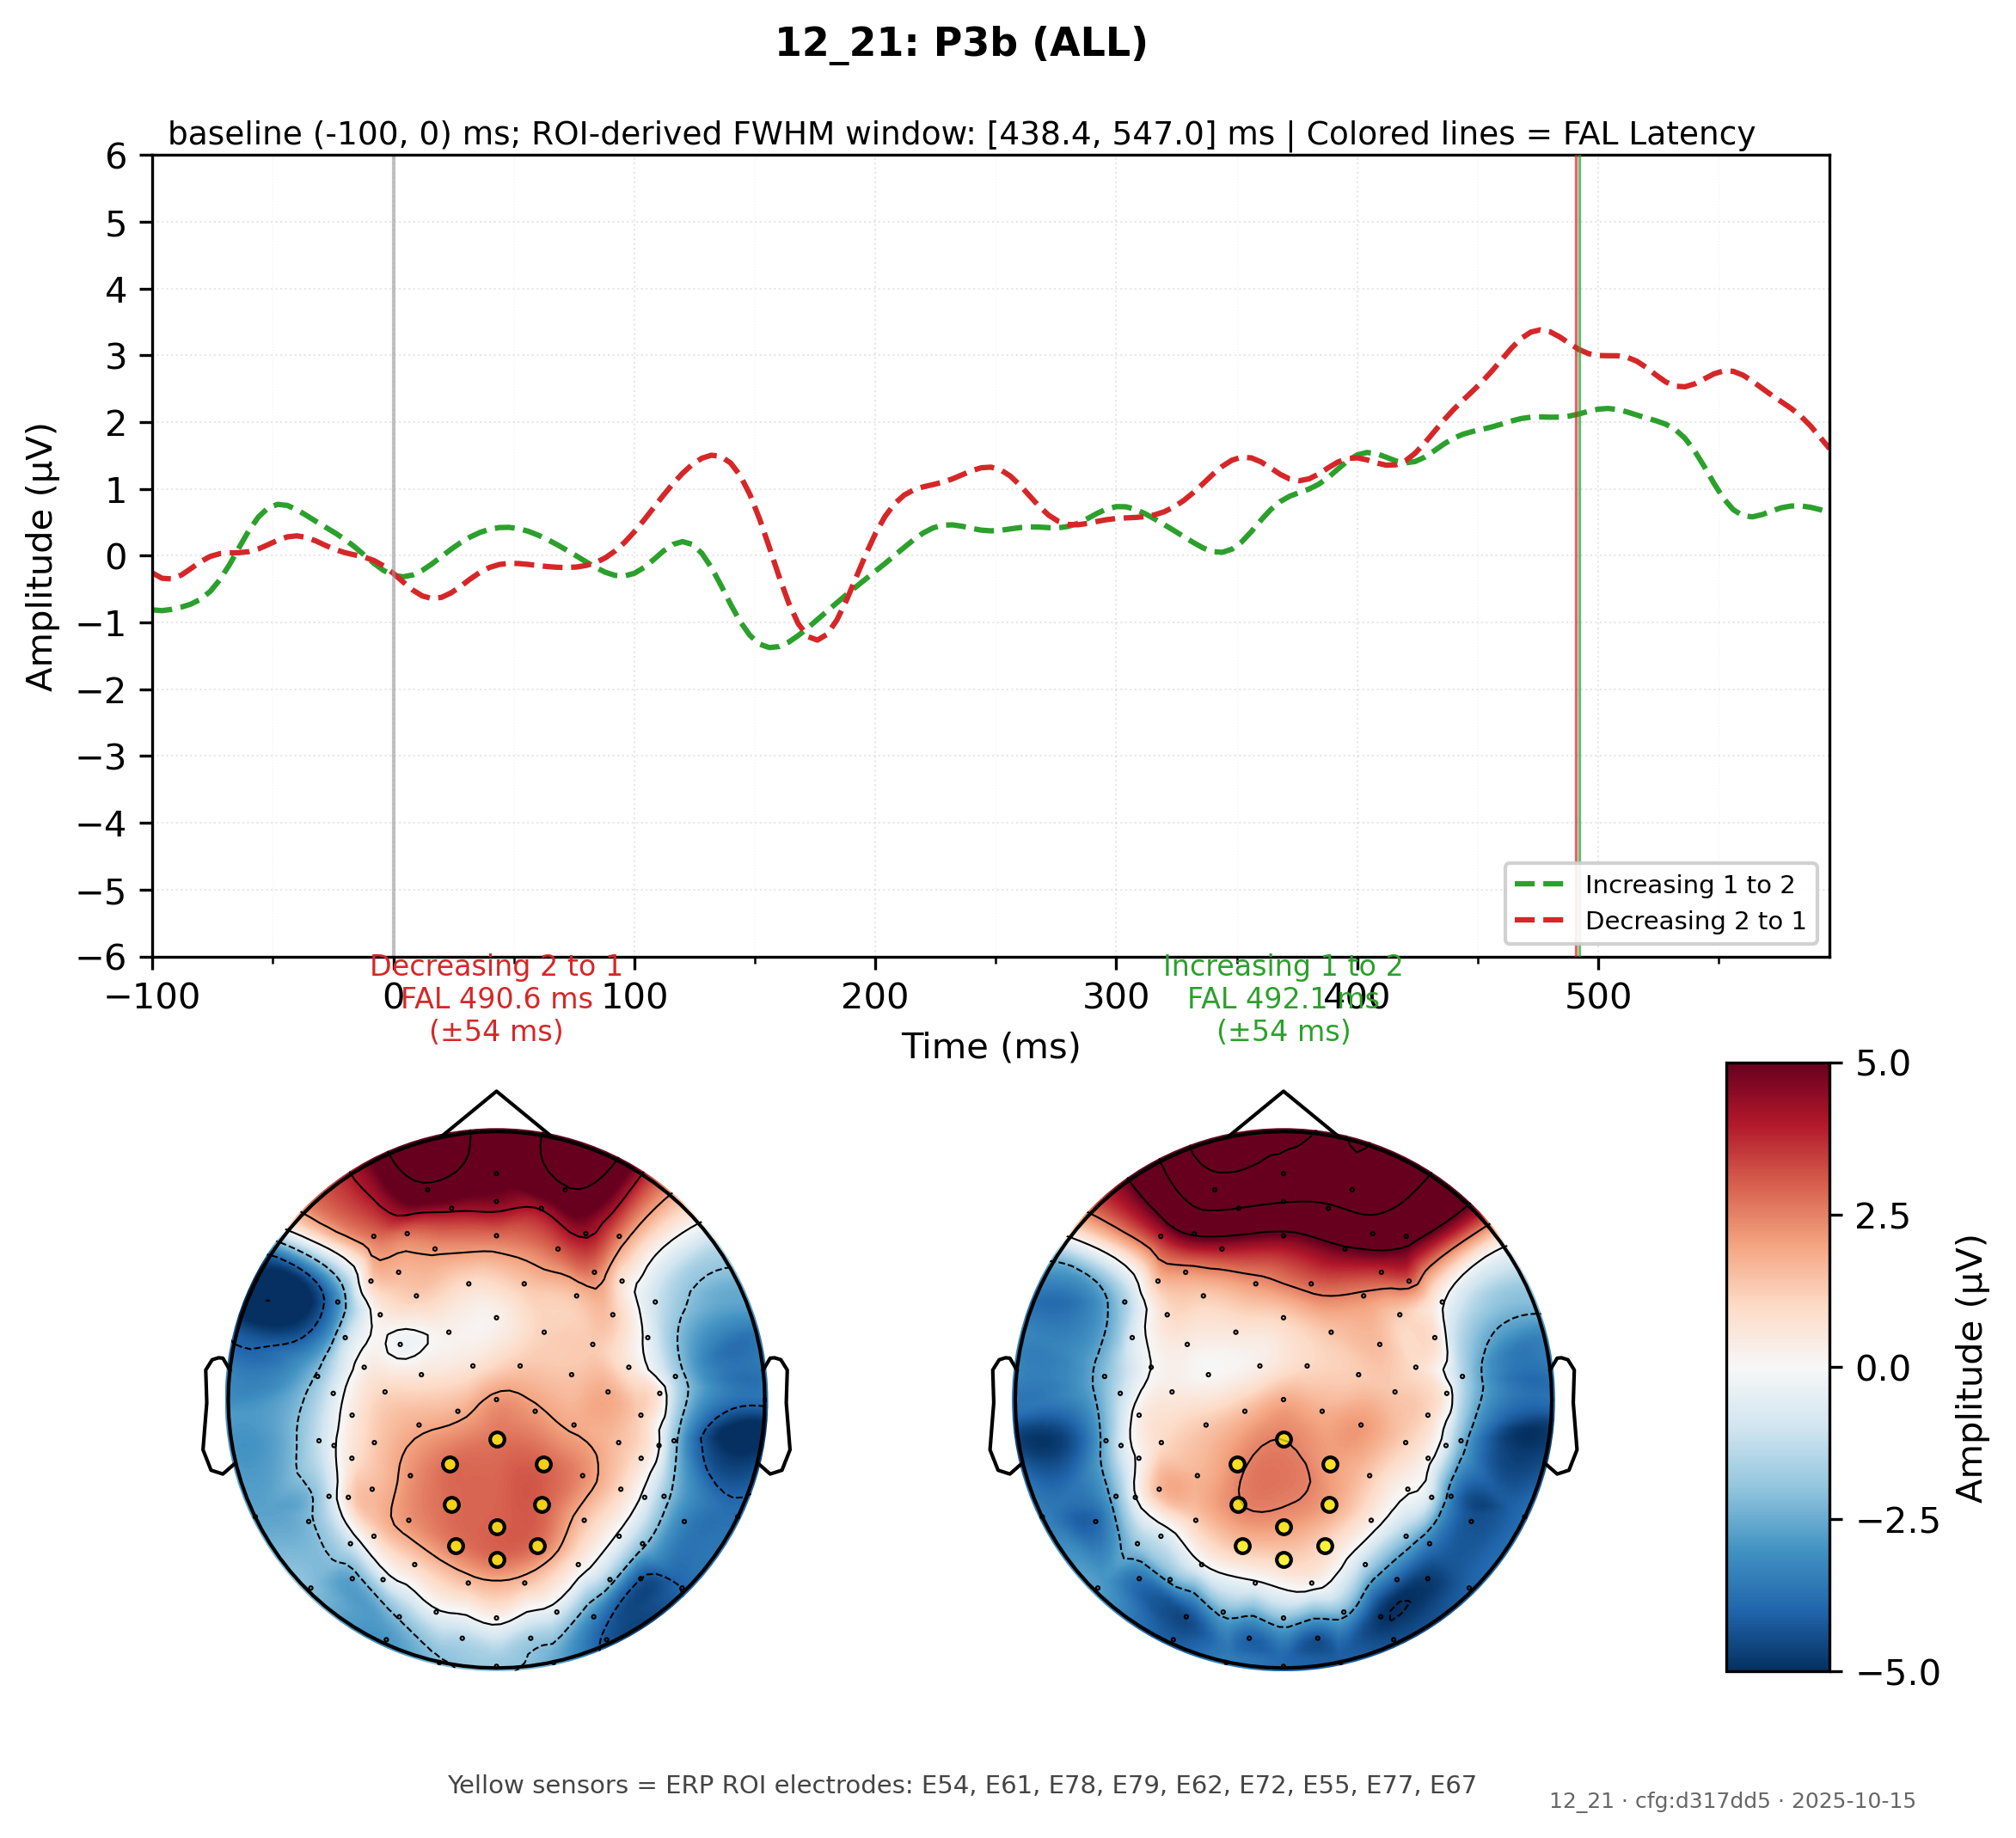 12_21: P3b (ALL)
baseline (-100, 0) ms; ROI-derived FWHM window: [438.4, 547.0] ms | Colored lines = FAL Latency
6
5
4
3
2
1
0
−1
−2
−3
−4
−5
−6
Amplitude (µV)
Increasing 1 to 2
Decreasing 2 to 1
−100
0
100
200
300
400
500
Time (ms)
Decreasing 2 to 1
FAL 490.6 ms
(±54 ms)
Increasing 1 to 2
FAL 492.1 ms
(±54 ms)
5.0
2.5
0.0
−2.5
−5.0
Amplitude (µV)
Yellow sensors = ERP ROI electrodes: E54, E61, E78, E79, E62, E72, E55, E77, E67
12_21 · cfg:d317dd5 · 2025-10-15